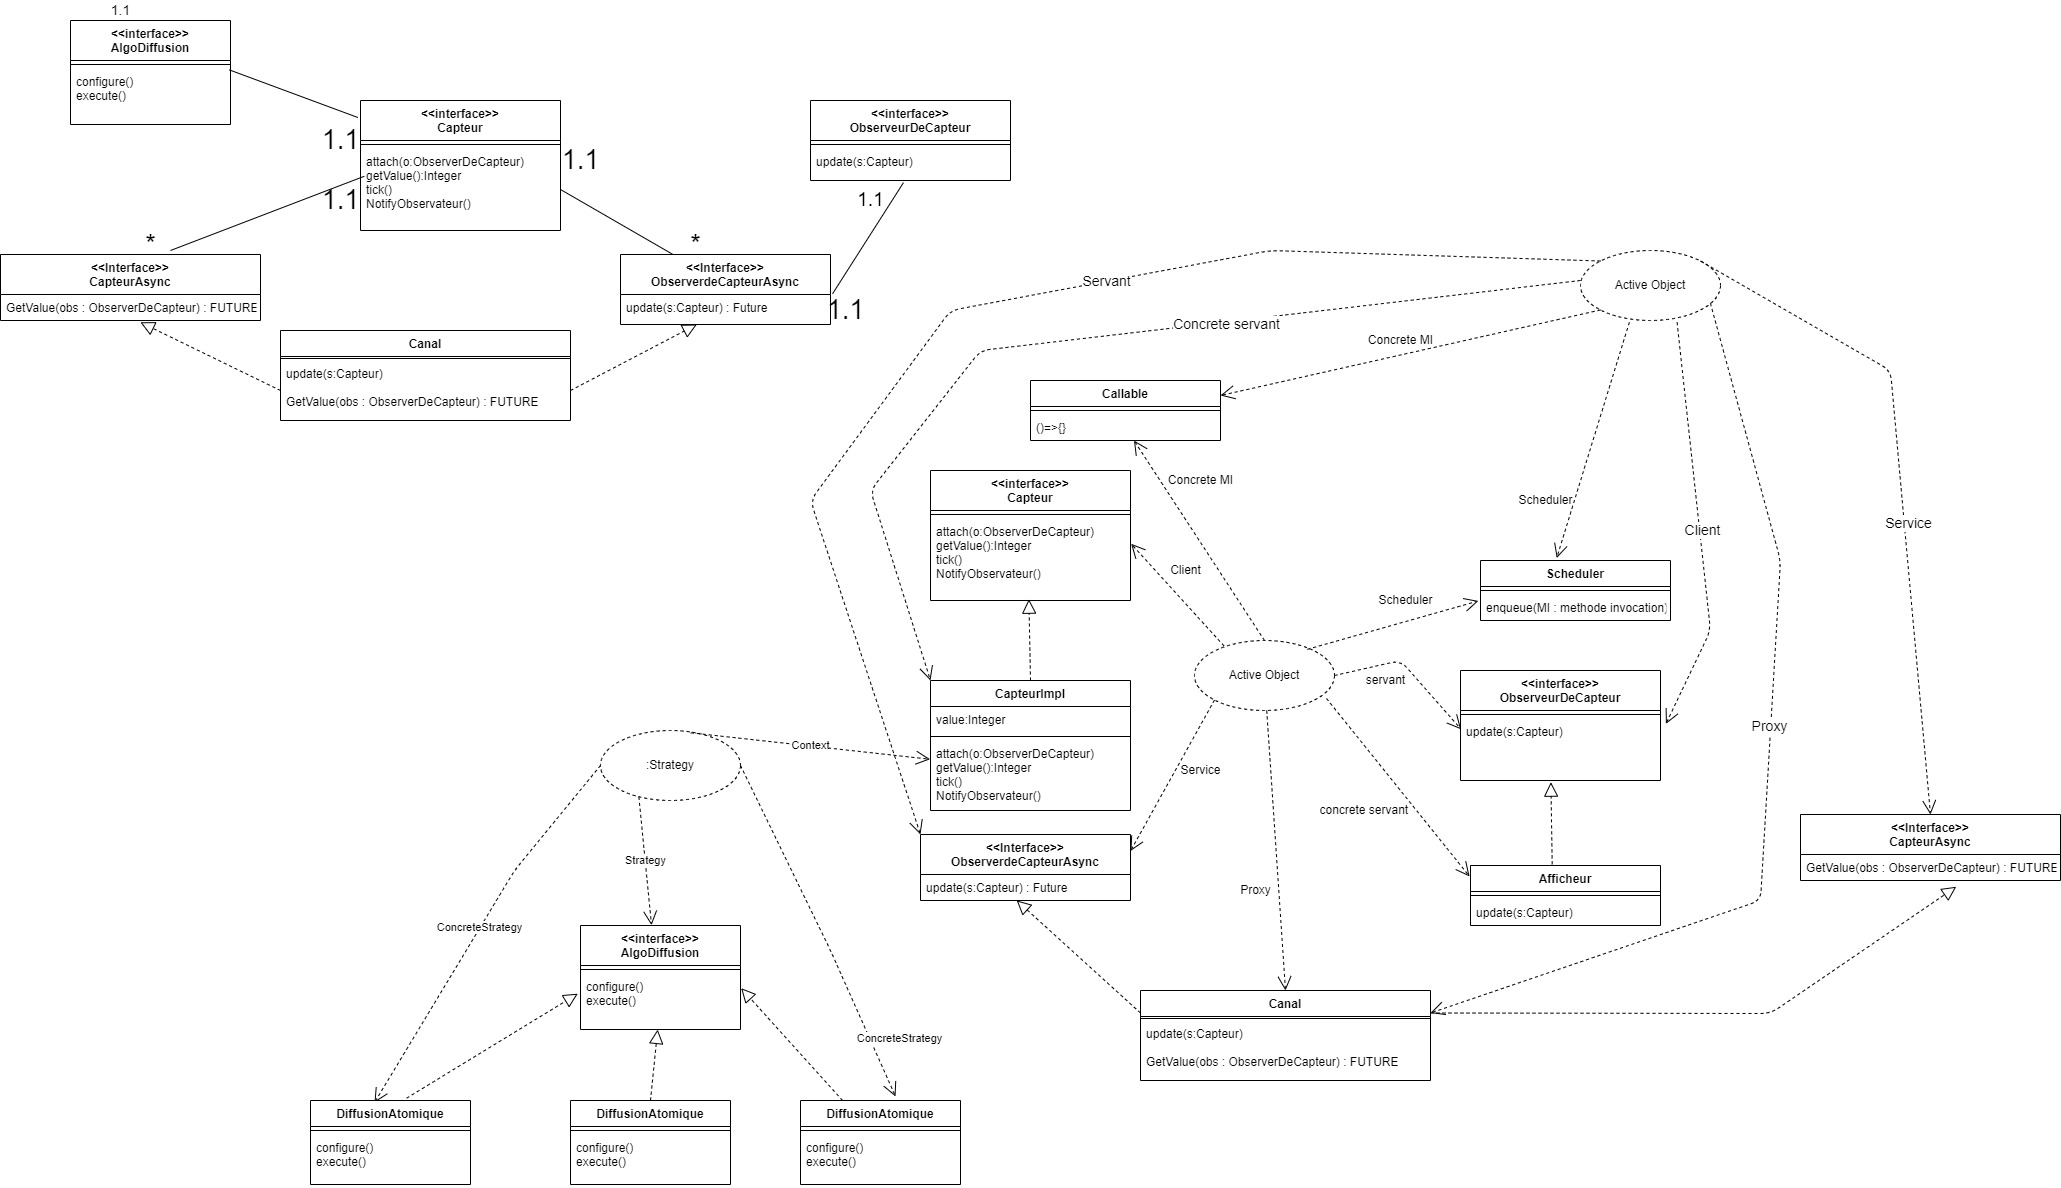 1.1
<<interface>>
AlgoDiffusion
configure()
execute()
<<interface>>
Capteur
attach(o:ObserverDeCapteur)
getValue():Integer
tick()
NotifyObservateur()
1.1
1.1
1.1
<<interface>>
ObserveurDeCapteur
update(s:Capteur)
1.1
*
<<Interface>>
CapteurAsync
GetValue(obs : ObserverDeCapteur) : FUTURE
*
<<Interface>>
ObserverdeCapteurAsync
update(s:Capteur) : Future
1.1
Canal
update(s:Capteur)
GetValue(obs : ObserverDeCapteur) : FUTURE
Active Object
Servant
Concrete servant
Concrete MI
Scheduler
Client
Proxy
Service
Callable
()=>{}
Concrete MI
<<interface>>
Capteur
attach(o:ObserverDeCapteur)
getValue():Integer
tick()
NotifyObservateur()
Client
Scheduler
Scheduler
enqueue(MI : methode invocation)
Active Object
servant
<<interface>>
ObserveurDeCapteur
update(s:Capteur)
CapteurImpl
value:Integer
attach(o:ObserverDeCapteur)
getValue():Integer
tick()
NotifyObservateur()
Service
Proxy
concrete servant
Afficheur
update(s:Capteur)
<<Interface>>
CapteurAsync
GetValue(obs : ObserverDeCapteur) : FUTURE
<<Interface>>
ObserverdeCapteurAsync
update(s:Capteur) : Future
Canal
update(s:Capteur)
GetValue(obs : ObserverDeCapteur) : FUTURE
:Strategy
Context
Strategy
ConcreteStrategy
ConcreteStrategy
<<interface>>
AlgoDiffusion
configure()
execute()
DiffusionAtomique
configure()
execute()
DiffusionAtomique
configure()
execute()
DiffusionAtomique
configure()
execute()